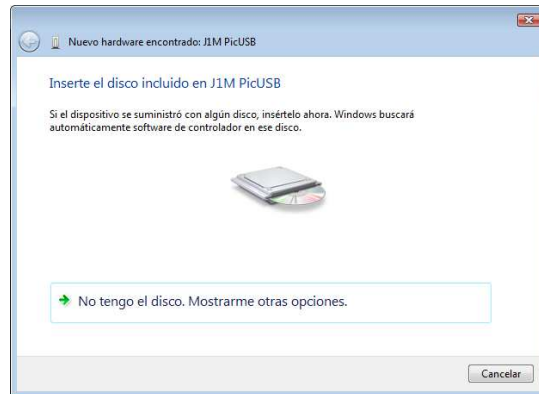 Nuevo hardware encontrado: J1M PicUSB
Inserte el disco incluido en J1M PicUSB
Si el dispositivo se suministró con algún disco, insértelo ahora. Windows buscará
automáticamente software de controlador en ese disco.
No tengo el disco. Mostrarme otras opciones.
Cancelar